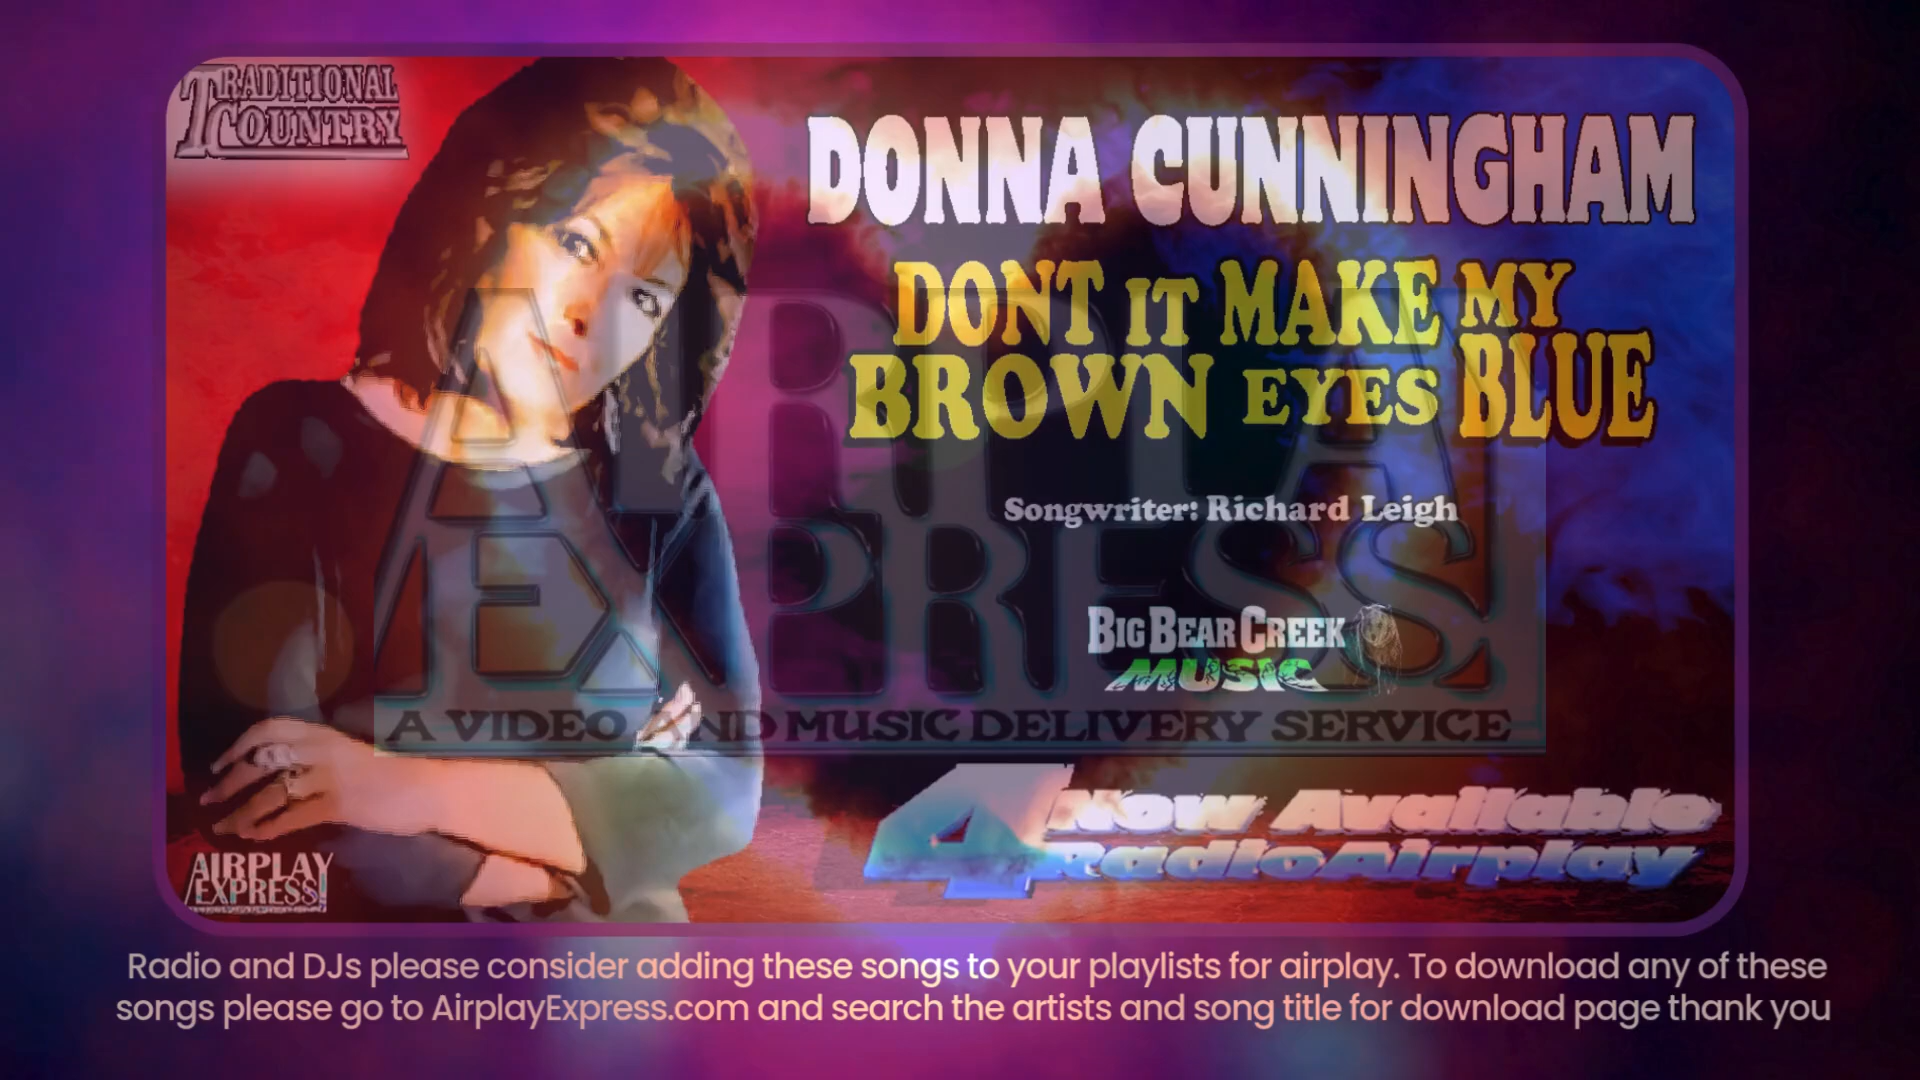 TRADITIONAL
COUNTRY
DONNA CUNNINGHAM
DONT IT MAKE MY
BROWN EYES BLUE
Songwriter: Richard Leigh
BIG BEAR CREEK
MUSIC
AIRPLAY
EXPRESS!
A VIDEO AND MUSIC DELIVERY SERVICE
4 Now Available
Radio Airplay
AIRPLAY
EXPRESS!
Radio and DJs please consider adding these songs to your playlists for airplay. To download any of these
songs please go to AirplayExpress.com and search the artists and song title for download page thank you